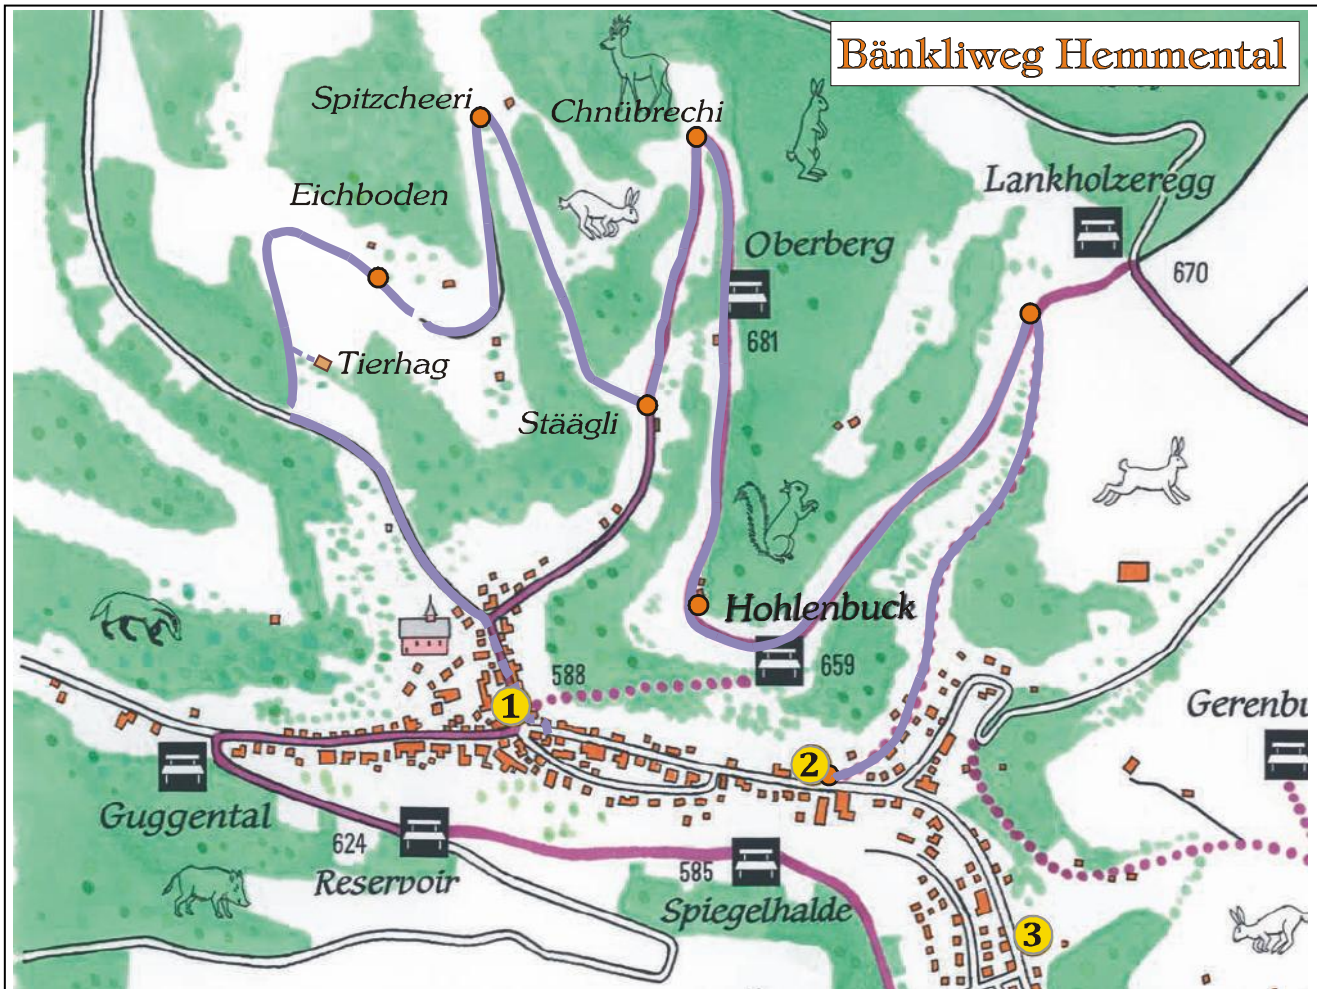 Bänkliweg Hemmental
Spitzcheeri
Chnübrechi
Lankholzeregg
Eichboden
Oberberg
670
681
Tierhag
Stäägli
Hohlenbuck
659
588
1
Gerenbu
2
Guggental
624
Reservoir
585
Spiegelhalde
3